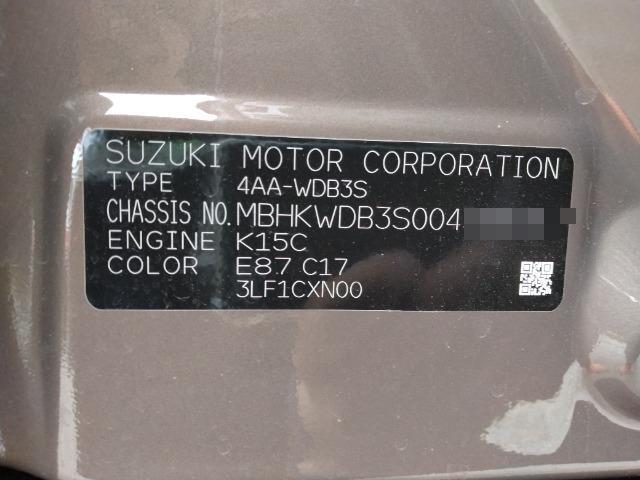 SUZUKI MOTOR CORPORATION
TYPE 4AA-WDB3S
CHASSIS NO. MBHKWDB3S004
ENGINE K15C
COLOR E87 C17
3LF1CXN00